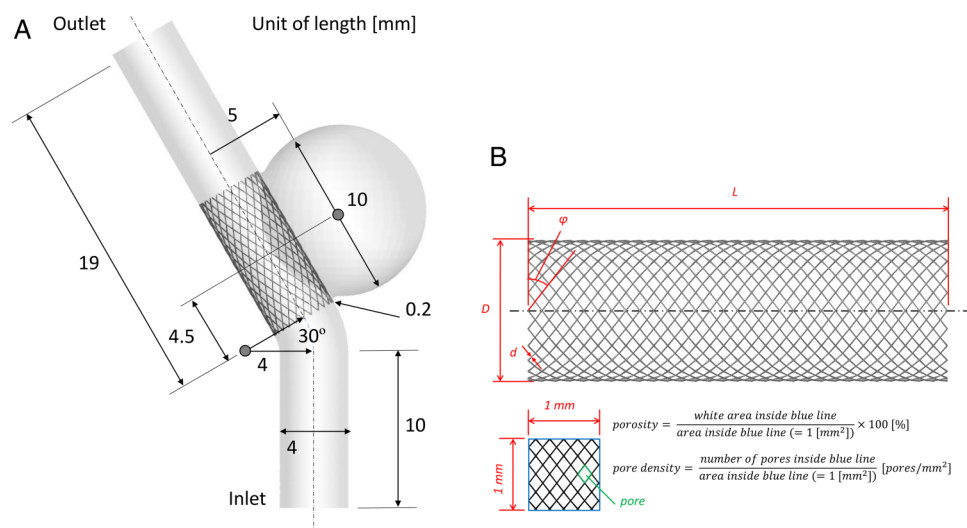 A
Outlet
Unit of length [mm]
5
10
19
4.5
30°
0.2
4
10
4
Inlet
B
L
φ
D
d
1 mm
1 mm
pore
porosity = white area inside blue line / area inside blue line (= 1 [mm²]) × 100 [%]
pore density = number of pores inside blue line / area inside blue line (= 1 [mm²]) [pores/mm²]